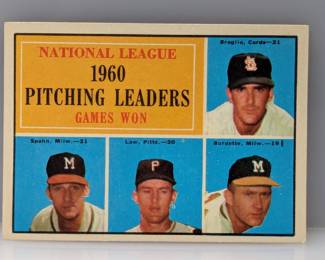 NATIONAL LEAGUE
1960
PITCHING LEADERS
GAMES WON
Broglio, Cards—21
Spahn, Milw.—21
Law, Pitts.—20
Burdette, Milw.—19
M
P
M